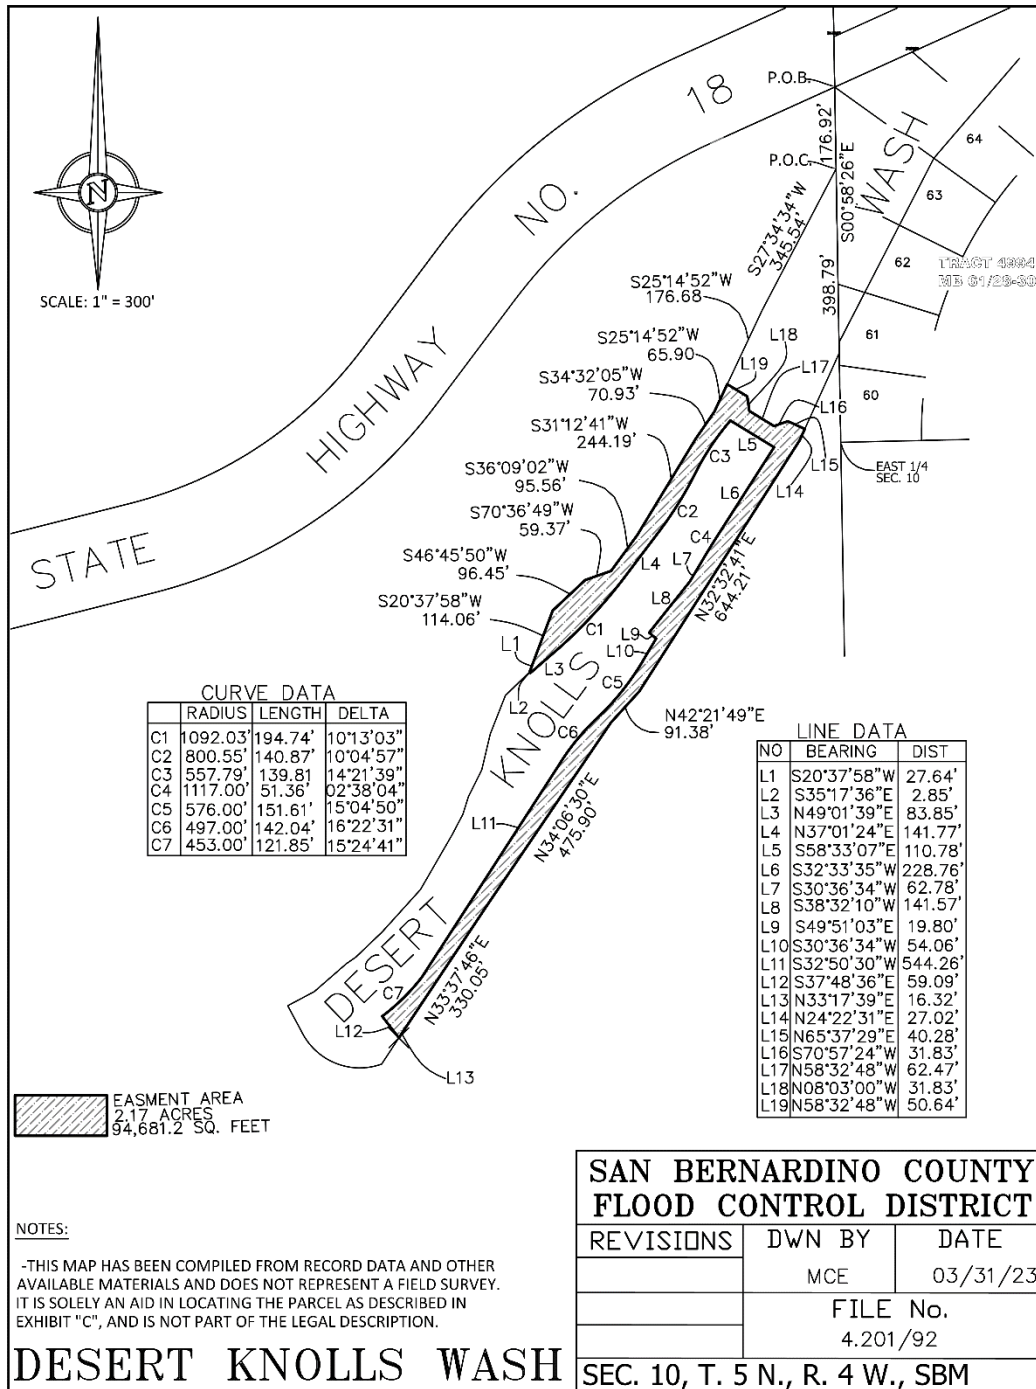 N
SCALE: 1" = 300'
STATE HIGHWAY NO. 18
P.O.B.
P.O.C.
176.92'
S00°58'26"E
398.79'
WASH
64
63
62
61
60
TRACT 4994
MB 61/28-30
S27°34'34"W
345.54'
S25°14'52"W
176.68
S25°14'52"W
65.90
S34°32'05"W
70.93'
S31°12'41"W
244.19'
S36°09'02"W
95.56'
S70°36'49"W
59.37'
S46°45'50"W
96.45'
S20°37'58"W
114.06'
L18
L19
L17
L16
L15
L14
L5
C3
L6
C2
C4
L4
L7
L8
L9
L10
C1
L1
L3
L2
C5
C6
L11
C7
L12
L13
EAST 1/4
SEC. 10
N32°32'41"E
644.21'
N42°21'49"E
91.38'
N34°06'30"E
475.90'
N33°37'46"E
330.05'
KNOLLS
DESERT
CURVE DATA
RADIUS LENGTH DELTA
C1 1092.03' 194.74' 10°13'03"
C2 800.55' 140.87' 10°04'57"
C3 557.79' 139.81 14°21'39"
C4 1117.00' 51.36' 02°38'04"
C5 576.00' 151.61' 15°04'50"
C6 497.00' 142.04' 16°22'31"
C7 453.00' 121.85' 15°24'41"
LINE DATA
NO BEARING DIST
L1 S20°37'58"W 27.64'
L2 S35°17'36"E 2.85'
L3 N49°01'39"E 83.85'
L4 N37°01'24"E 141.77'
L5 S58°33'07"E 110.78'
L6 S32°33'35"W 228.76'
L7 S30°36'34"W 62.78'
L8 S38°32'10"W 141.57'
L9 S49°51'03"E 19.80'
L10 S30°36'34"W 54.06'
L11 S32°50'30"W 544.26'
L12 S37°48'36"E 59.09'
L13 N33°17'39"E 16.32'
L14 N24°22'31"E 27.02'
L15 N65°37'29"E 40.28'
L16 S70°57'24"W 31.83'
L17 N58°32'48"W 62.47'
L18 N08°03'00"W 31.83'
L19 N58°32'48"W 50.64'
EASMENT AREA
2.17 ACRES
94,681.2 SQ. FEET
NOTES:
-THIS MAP HAS BEEN COMPILED FROM RECORD DATA AND OTHER
AVAILABLE MATERIALS AND DOES NOT REPRESENT A FIELD SURVEY.
IT IS SOLELY AN AID IN LOCATING THE PARCEL AS DESCRIBED IN
EXHIBIT "C", AND IS NOT PART OF THE LEGAL DESCRIPTION.
DESERT KNOLLS WASH
SAN BERNARDINO COUNTY
FLOOD CONTROL DISTRICT
REVISIONS DWN BY DATE
MCE 03/31/23
FILE No.
4.201/92
SEC. 10, T. 5 N., R. 4 W., SBM